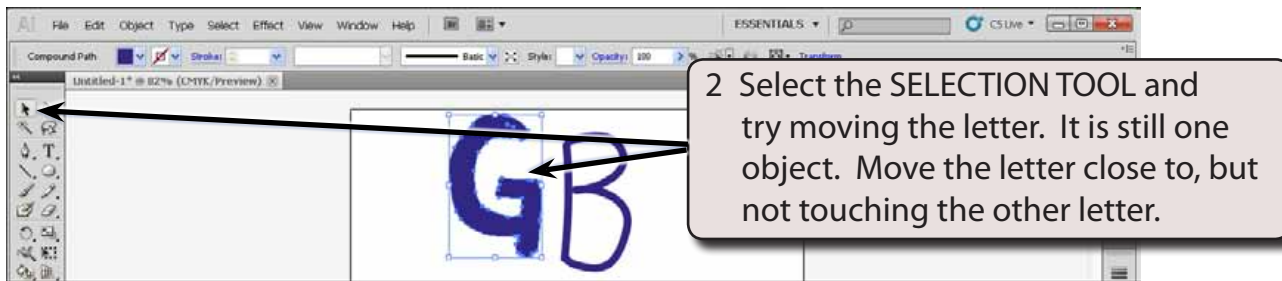 Ai File Edit Object Type Select Effect View Window Help Br ESSENTIALS CS Live
Compound Path Stroke: Basic Style: Opacity: 100 % Transform
Untitled-1* @ 82% (CMYK/Preview)
2 Select the SELECTION TOOL and
try moving the letter. It is still one
object. Move the letter close to, but
not touching the other letter.
G B